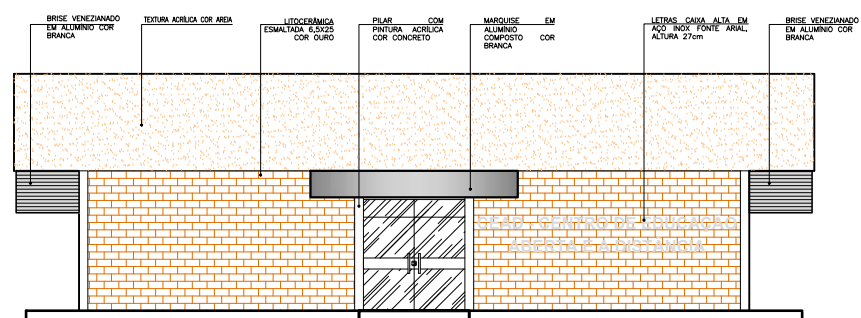 BRISE VENEZIANADO
EM ALUMÍNIO COR
BRANCA
TEXTURA ACRÍLICA COR AREIA
LITOCERÂMICA
ESMALTADA 6,5X25
COR OURO
PILAR COM
PINTURA ACRÍLICA
COR CONCRETO
MARQUISE EM
ALUMÍNIO
COMPOSTO COR
BRANCA
LETRAS CAIXA ALTA EM
AÇO INOX FONTE ARIAL,
ALTURA 27cm
BRISE VENEZIANADO
EM ALUMÍNIO COR
BRANCA
CEAD - CENTRO DE EDUCAÇAO
ABERTA E A DISTANCIA